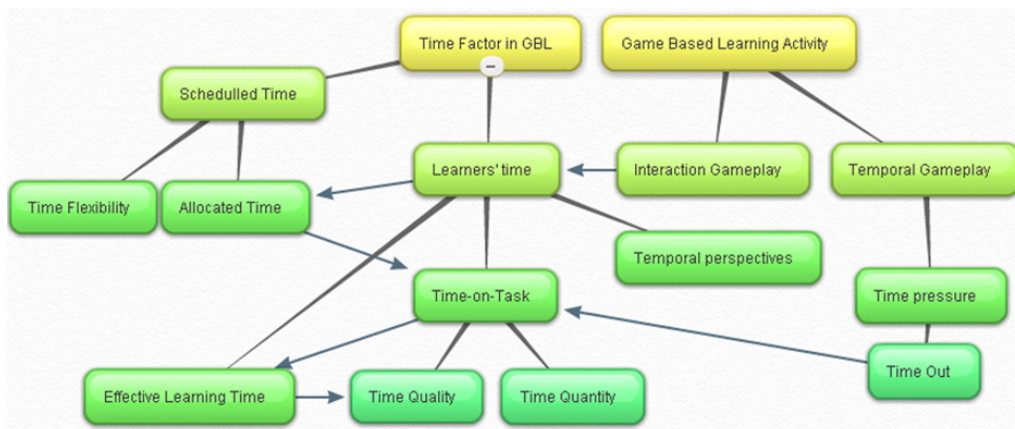 Time Factor in GBL
Game Based Learning Activity
Schedulled Time
Learners' time
Interaction Gameplay
Temporal Gameplay
Time Flexibility
Allocated Time
Temporal perspectives
Time-on-Task
Time pressure
Time Out
Effective Learning Time
Time Quality
Time Quantity